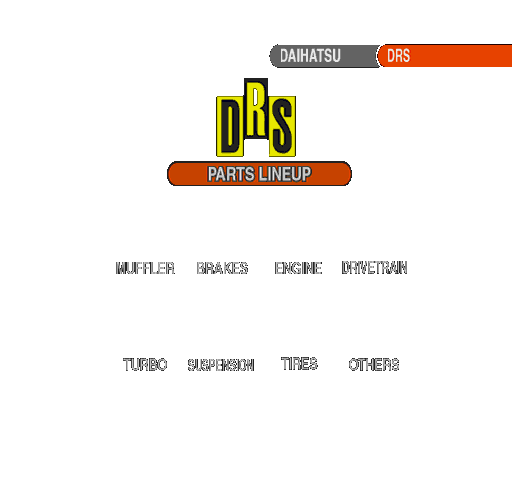 DAIHATSU DRS
DRS
PARTS LINEUP
MUFFLER BRAKES ENGINE DRIVETRAIN
TURBO SUSPENSION TIRES OTHERS